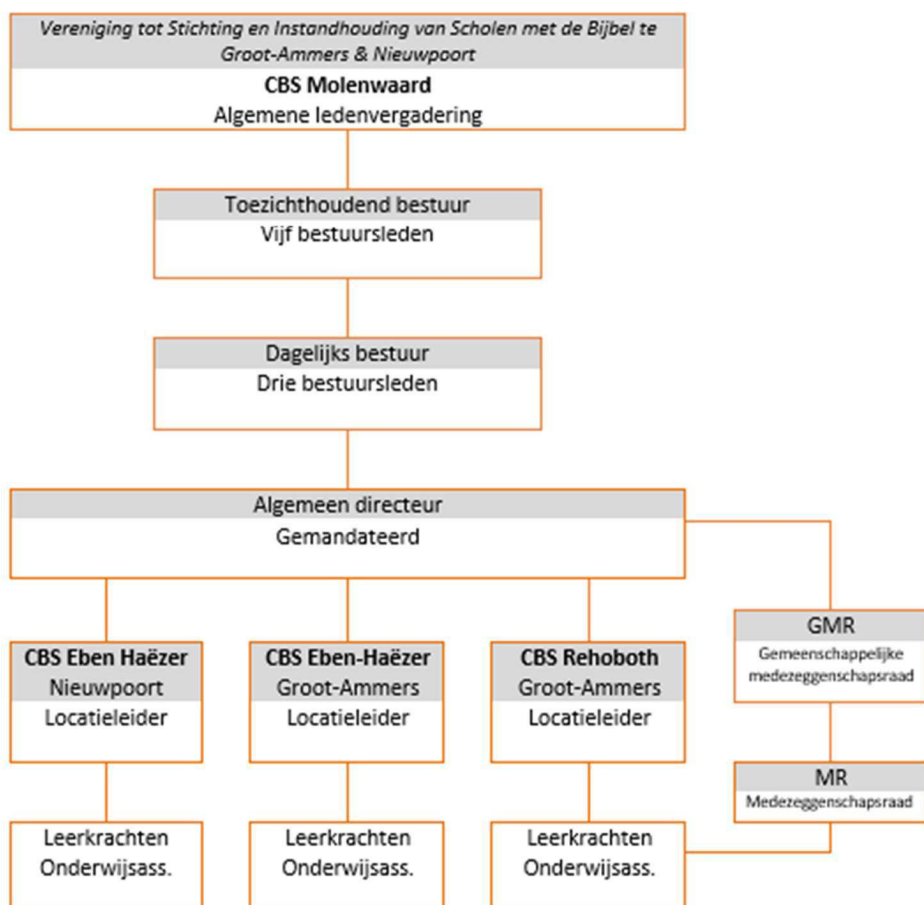 Vereniging tot Stichting en Instandhouding van Scholen met de Bijbel te
Groot-Ammers & Nieuwpoort
CBS Molenwaard
Algemene ledenvergadering
Toezichthoudend bestuur
Vijf bestuursleden
Dagelijks bestuur
Drie bestuursleden
Algemeen directeur
Gemandateerd
CBS Eben Haëzer
Nieuwpoort
Locatieleider
CBS Eben-Haëzer
Groot-Ammers
Locatieleider
CBS Rehoboth
Groot-Ammers
Locatieleider
GMR
Gemeenschappelijke
medezeggenschapsraad
MR
Medezeggenschapsraad
Leerkrachten
Onderwijsass.
Leerkrachten
Onderwijsass.
Leerkrachten
Onderwijsass.